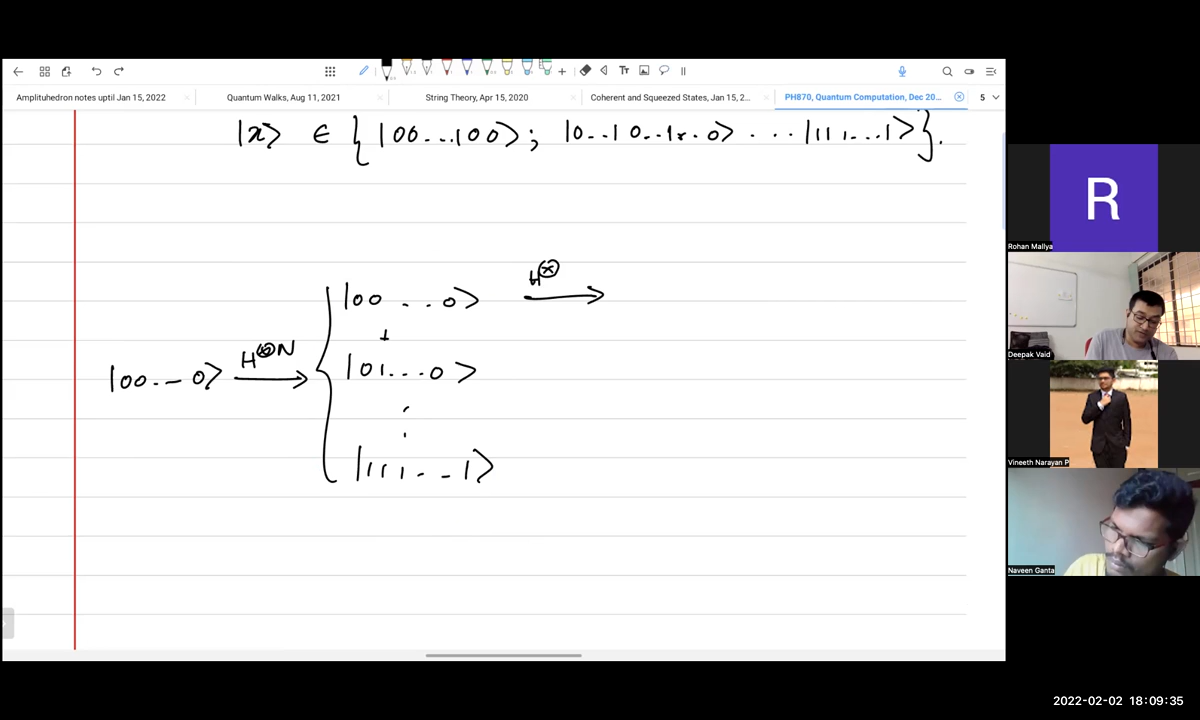 Amplituhedron notes uptil Jan 15, 2022
Quantum Walks, Aug 11, 2021
String Theory, Apr 15, 2020
Coherent and Squeezed States, Jan 15, 2...
PH870, Quantum Computation, Dec 20...
5
|x⟩ ∈ { |00...100⟩; |0..10..1x.0⟩ ... |111...1⟩ }.
|00..0⟩ H⊗
+
|00.–0⟩ H⊗N |01...0⟩
|111.–1⟩
R
Rohan Mallya
Deepak Vaid
Vineeth Narayan P
Naveen Ganta
2022-02-02 18:09:35